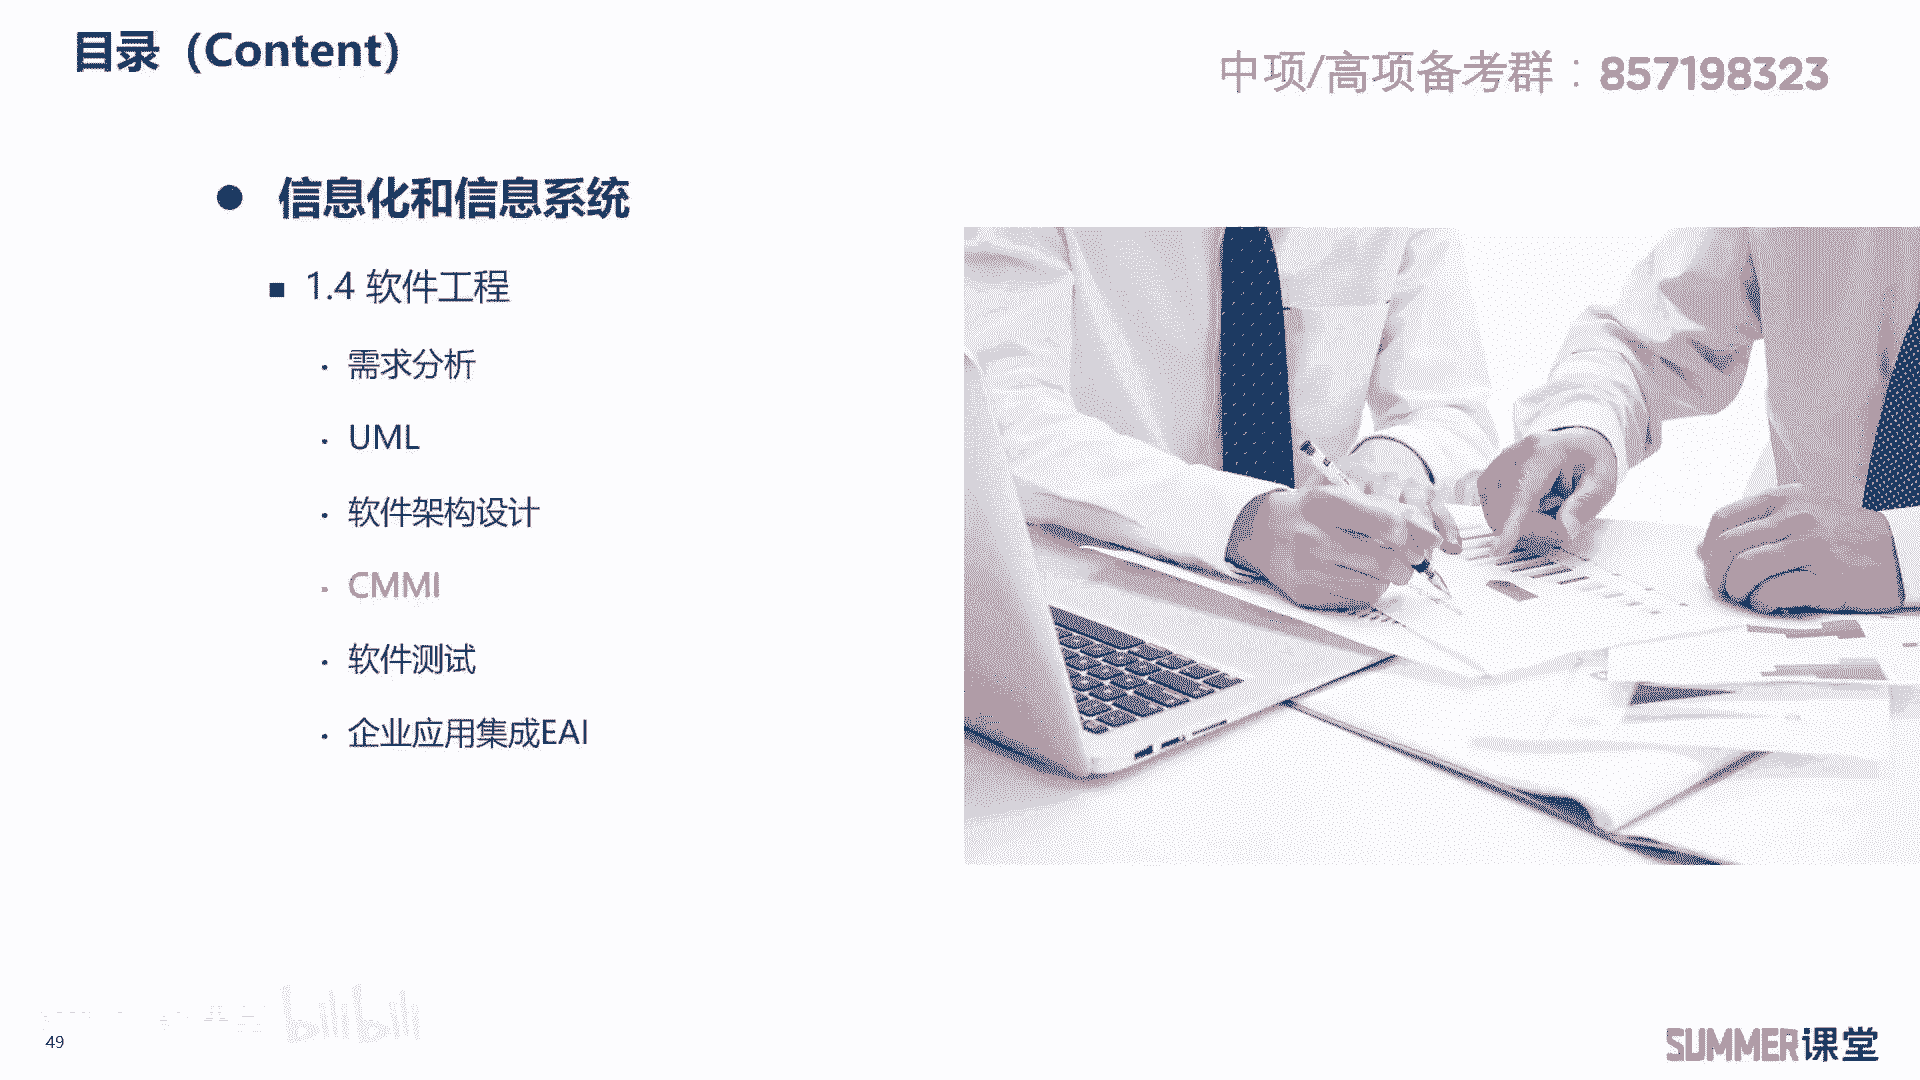 目录（Content）
中项/高项备考群：857198323
信息化和信息系统
1.4 软件工程
需求分析
UML
软件架构设计
CMMI
软件测试
企业应用集成EAI
bilibili
49
SUMMER课堂